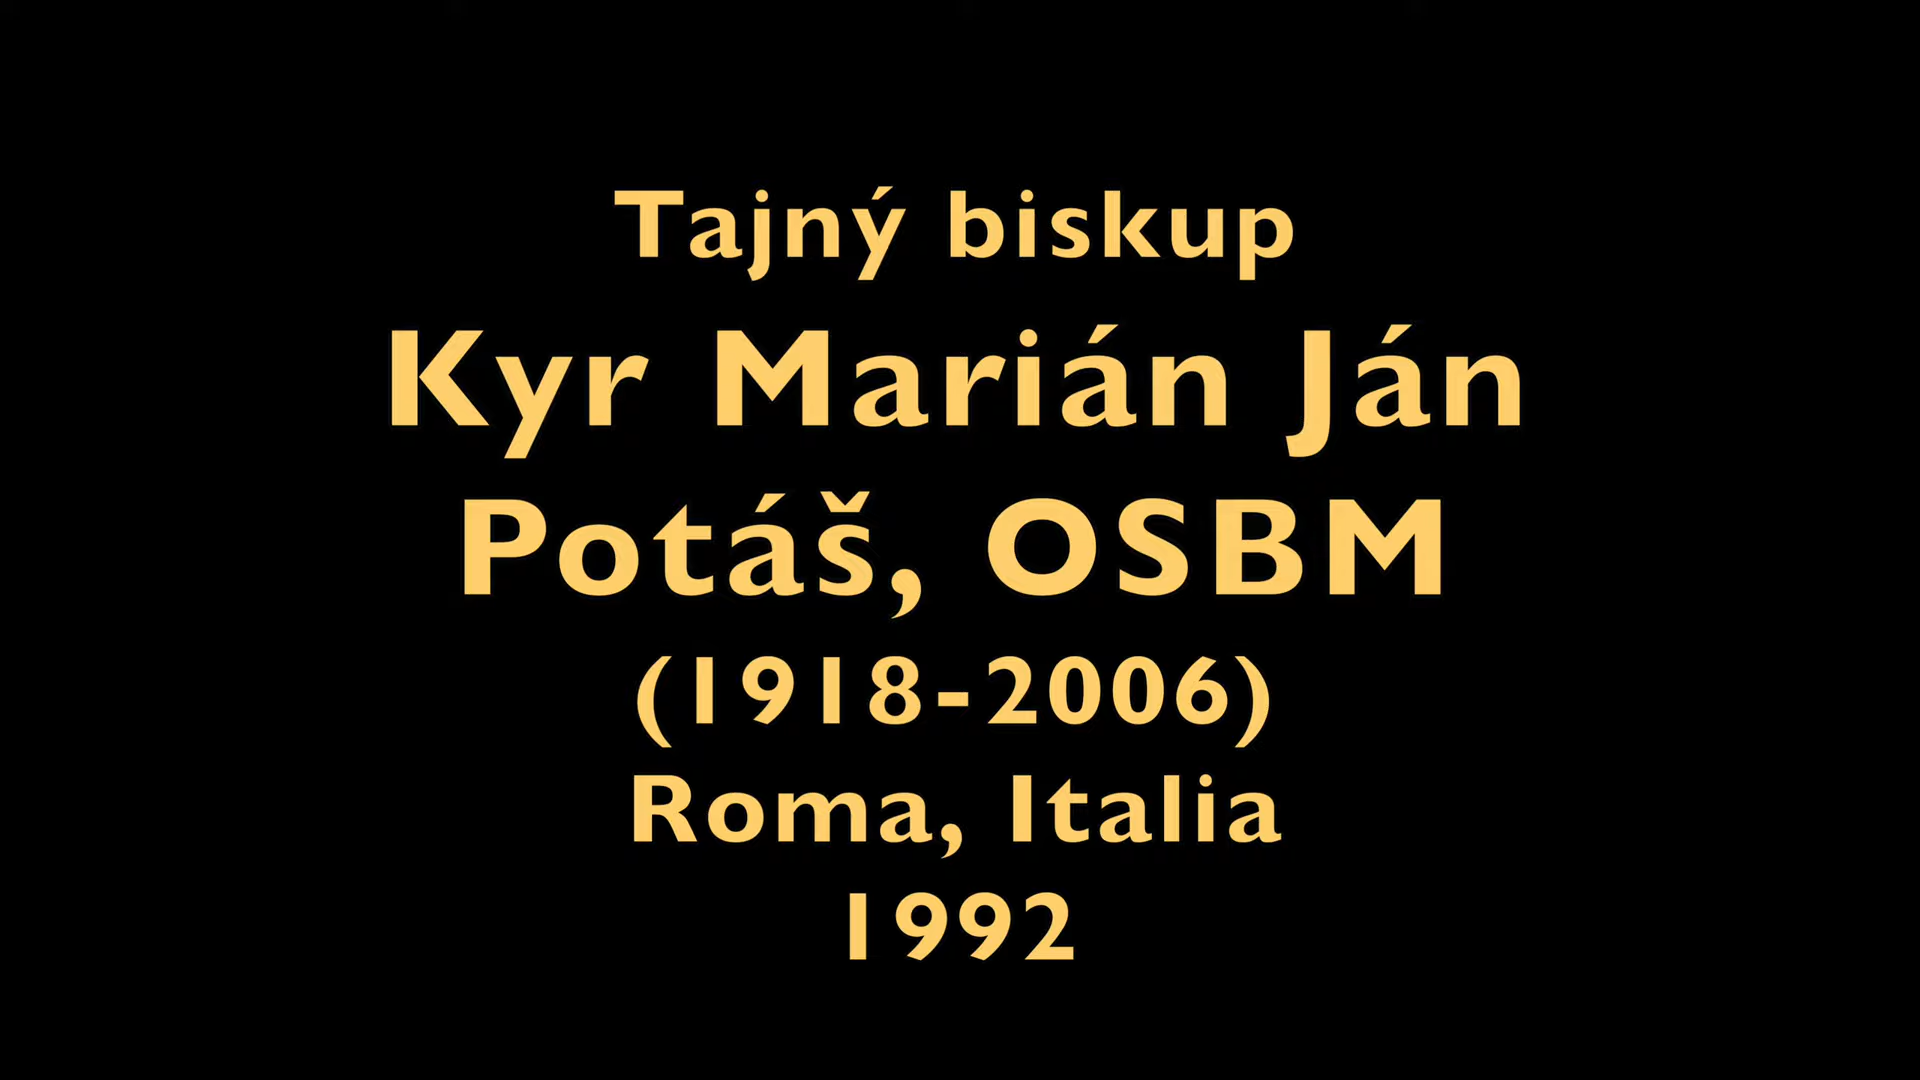 Tajný biskup
Kyr Marián Ján
Potáš, OSBM
(1918-2006)
Roma, Italia
1992